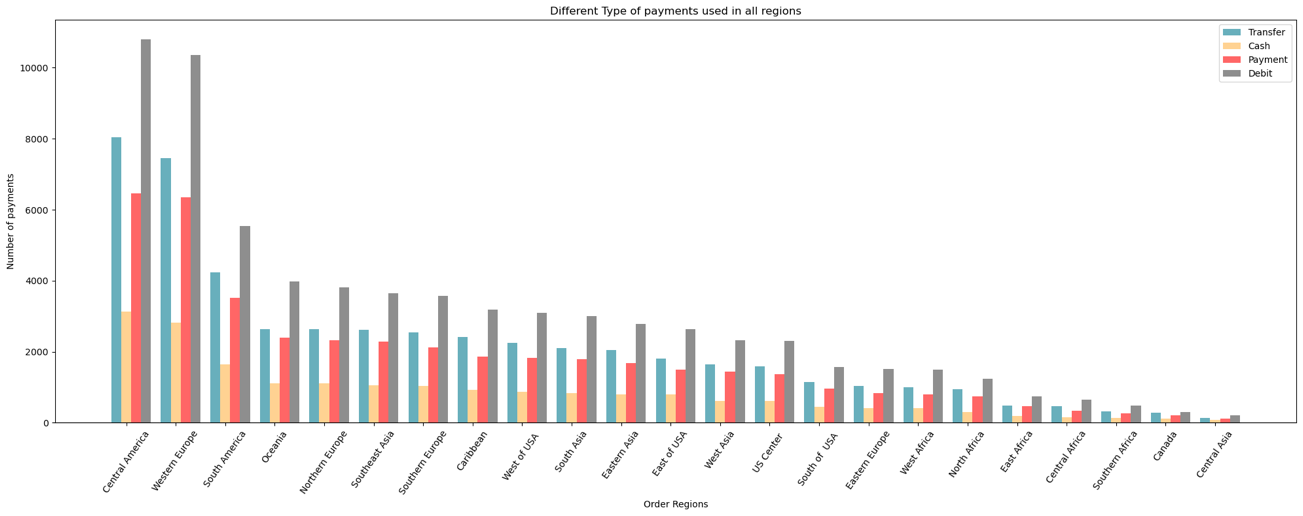 Different Type of payments used in all regions
Transfer
Cash
Payment
Debit
Number of payments
10000
8000
6000
4000
2000
0
Central America
Western Europe
South America
Oceania
Northern Europe
Southeast Asia
Southern Europe
Caribbean
West of USA
South Asia
Eastern Asia
East of USA
West Asia
US Center
South of  USA
Eastern Europe
West Africa
North Africa
East Africa
Central Africa
Southern Africa
Canada
Central Asia
Order Regions